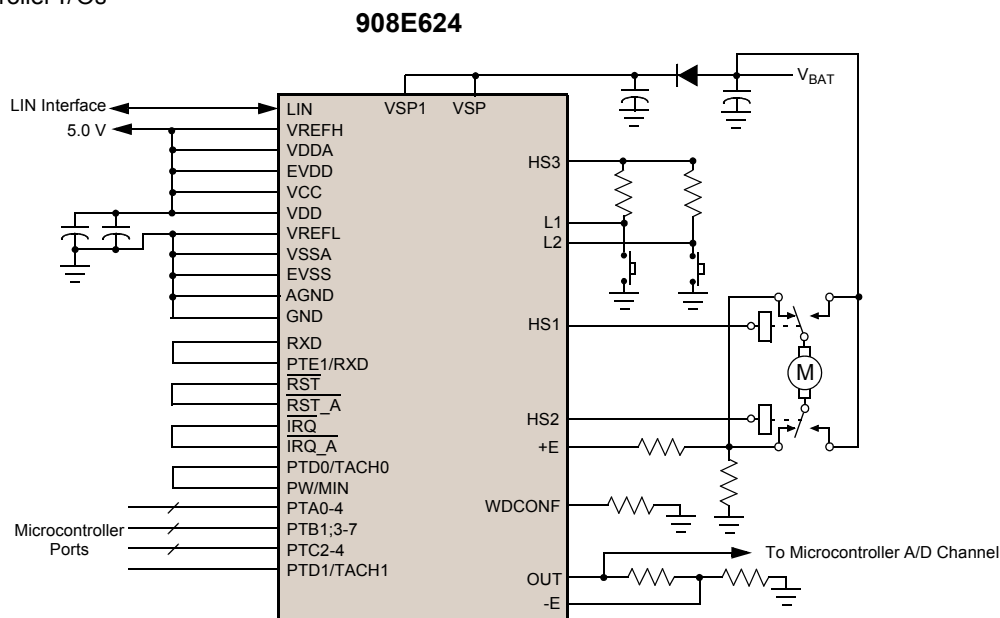 908E624
VBAT
LIN Interface
5.0 V
LIN
VSP1 VSP
VREFH
VDDA
EVDD
VCC
VDD
VREFL
VSSA
EVSS
AGND
GND
RXD
PTE1/RXD
RST
RST_A
IRQ
IRQ_A
PTD0/TACH0
PW/MIN
PTA0-4
PTB1;3-7
PTC2-4
PTD1/TACH1
Microcontroller
Ports
HS3
L1
L2
HS1
HS2
+E
WDCONF
OUT
-E
M
To Microcontroller A/D Channel